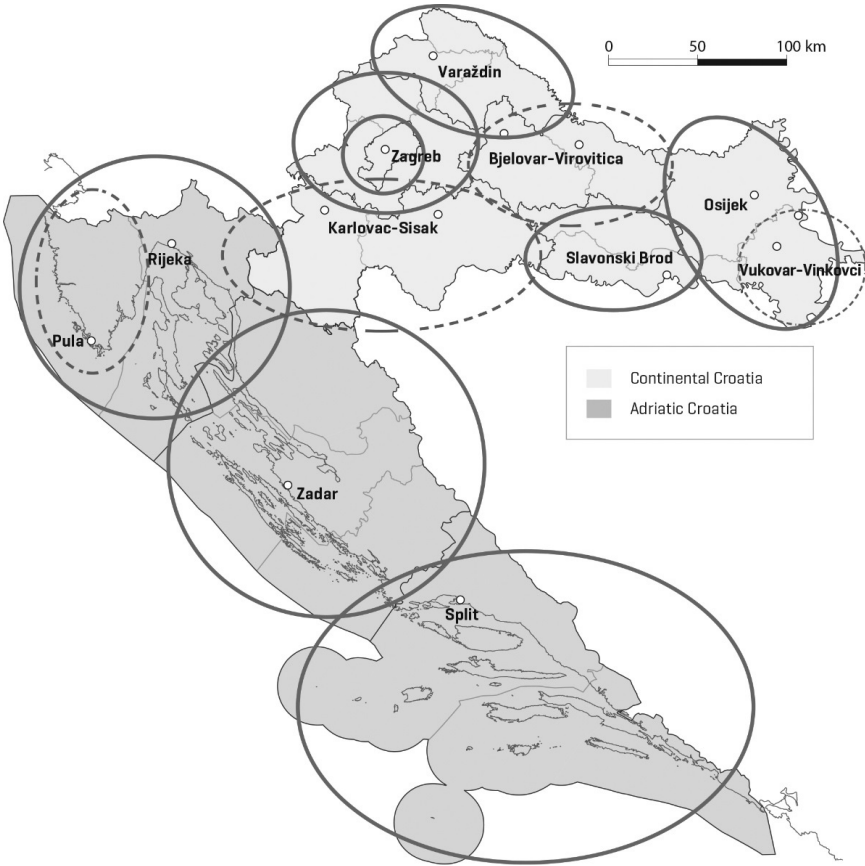 0 50 100 km
Varaždin
Zagreb
Bjelovar-Virovitica
Osijek
Karlovac-Sisak
Rijeka
Slavonski Brod
Vukovar-Vinkovci
Pula
Continental Croatia
Adriatic Croatia
Zadar
Split